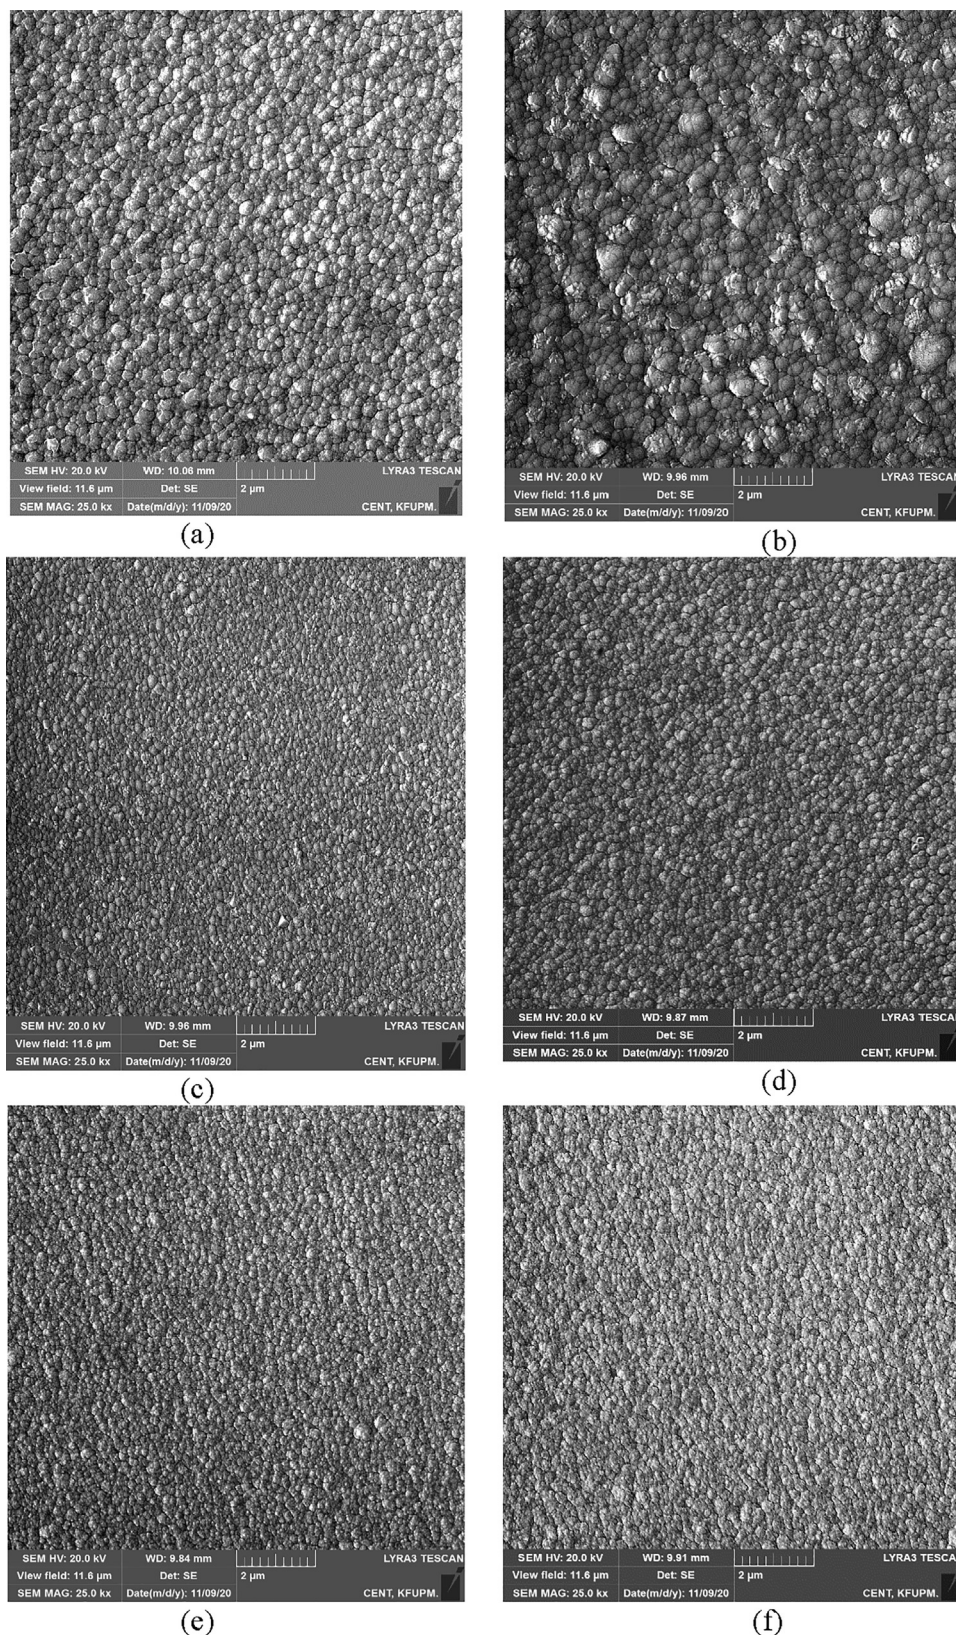 SEM HV: 20.0 kV WD: 10.06 mm LYRA3 TESCAN
View field: 11.6 µm Det: SE 2 µm
SEM MAG: 25.0 kx Date(m/d/y): 11/09/20 CENT, KFUPM.
(a)
SEM HV: 20.0 kV WD: 9.96 mm LYRA3 TESCAN
View field: 11.6 µm Det: SE 2 µm
SEM MAG: 25.0 kx Date(m/d/y): 11/09/20 CENT, KFUPM.
(b)
SEM HV: 20.0 kV WD: 9.96 mm LYRA3 TESCAN
View field: 11.6 µm Det: SE 2 µm
SEM MAG: 25.0 kx Date(m/d/y): 11/09/20 CENT, KFUPM.
(c)
SEM HV: 20.0 kV WD: 9.87 mm LYRA3 TESCAN
View field: 11.6 µm Det: SE 2 µm
SEM MAG: 25.0 kx Date(m/d/y): 11/09/20 CENT, KFUPM.
(d)
SEM HV: 20.0 kV WD: 9.84 mm LYRA3 TESCAN
View field: 11.6 µm Det: SE 2 µm
SEM MAG: 25.0 kx Date(m/d/y): 11/09/20 CENT, KFUPM.
(e)
SEM HV: 20.0 kV WD: 9.91 mm LYRA3 TESCA
View field: 11.6 µm Det: SE 2 µm
SEM MAG: 25.0 kx Date(m/d/y): 11/09/20 CENT, KFUPM.
(f)